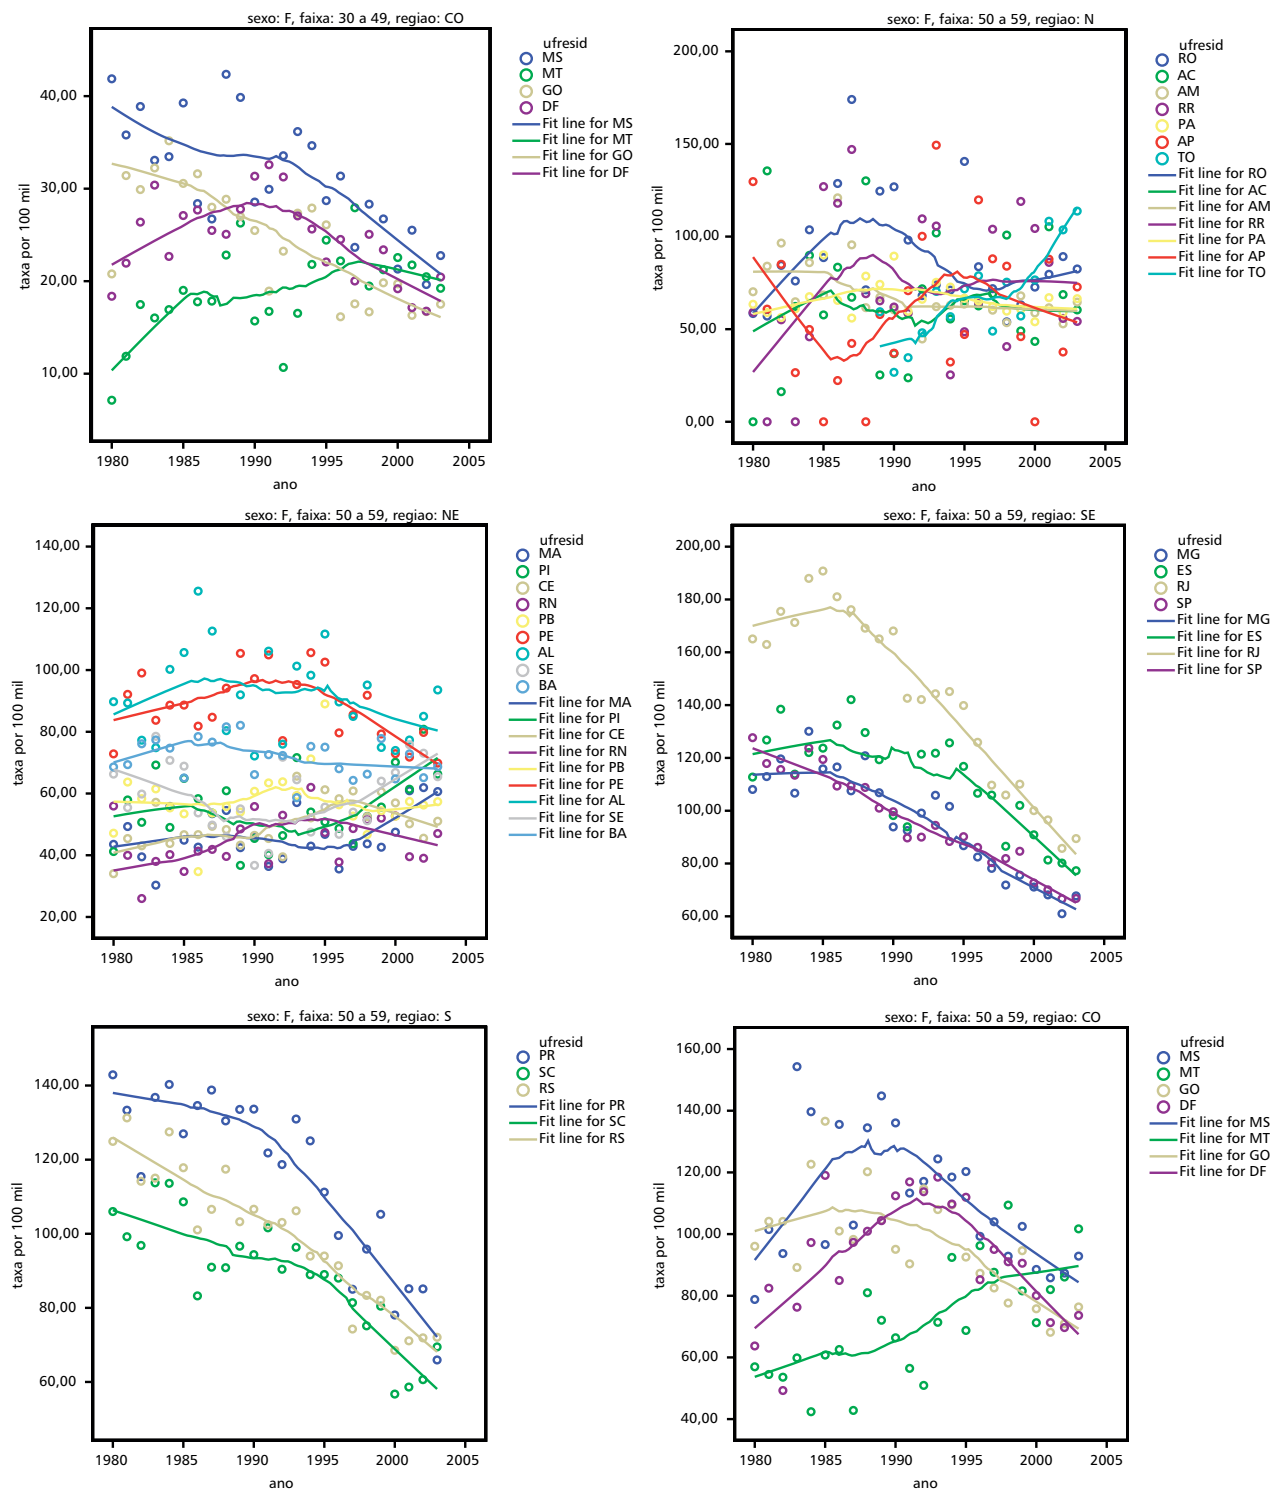 sexo: F, faixa: 30 a 49, regiao: CO
taxa por 100 mil
40,00
30,00
20,00
10,00
1980
1985
1990
1995
2000
2005
ano
ufresid
MS
MT
GO
DF
Fit line for MS
Fit line for MT
Fit line for GO
Fit line for DF
sexo: F, faixa: 50 a 59, regiao: N
taxa por 100 mil
200,00
150,00
100,00
50,00
0,00
1980
1985
1990
1995
2000
2005
ano
ufresid
RO
AC
AM
RR
PA
AP
TO
Fit line for RO
Fit line for AC
Fit line for AM
Fit line for RR
Fit line for PA
Fit line for AP
Fit line for TO
sexo: F, faixa: 50 a 59, regiao: NE
taxa por 100 mil
140,00
120,00
100,00
80,00
60,00
40,00
20,00
1980
1985
1990
1995
2000
2005
ano
ufresid
MA
PI
CE
RN
PB
PE
AL
SE
BA
Fit line for MA
Fit line for PI
Fit line for CE
Fit line for RN
Fit line for PB
Fit line for PE
Fit line for AL
Fit line for SE
Fit line for BA
sexo: F, faixa: 50 a 59, regiao: SE
taxa por 100 mil
200,00
180,00
160,00
140,00
120,00
100,00
80,00
60,00
1980
1985
1990
1995
2000
2005
ano
ufresid
MG
ES
RJ
SP
Fit line for MG
Fit line for ES
Fit line for RJ
Fit line for SP
sexo: F, faixa: 50 a 59, regiao: S
taxa por 100 mil
140,00
120,00
100,00
80,00
60,00
1980
1985
1990
1995
2000
2005
ano
ufresid
PR
SC
RS
Fit line for PR
Fit line for SC
Fit line for RS
sexo: F, faixa: 50 a 59, regiao: CO
taxa por 100 mil
160,00
140,00
120,00
100,00
80,00
60,00
40,00
1980
1985
1990
1995
2000
2005
ano
ufresid
MS
MT
GO
DF
Fit line for MS
Fit line for MT
Fit line for GO
Fit line for DF